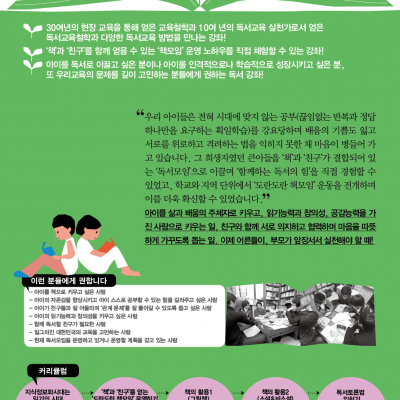 30여년의 현장 교육을 통해 얻은 교육철학과 10여 년의 독서교육 실천가로서 얻은
독서교육철학과 다양한 독서교육 방법을 만나는 강좌!
'책'과 '친구'를 함께 얻을 수 있는 '책모임' 운영 노하우를 직접 체험할 수 있는 강좌!
아이를 독서로 이끌고 싶은 분이나 아이를 인격적으로나 학습적으로 성장시키고 싶은 분,
또 우리교육의 문제를 깊이 고민하는 분들에게 권하는 독서 강좌!
"우리 아이들은 전혀 시대에 맞지 않는 공부(끊임없는 반복과 정답
하나만을 요구하는 획일학습)를 강요당하며 배움의 기쁨도 잃고
서로를 위로하고 격려하는 법을 익히지 못한 채 마음이 병들어 가
고 있습니다. 그 희생자였던 큰아들을 '책'과 '친구'가 결합되어 있
는 '독서모임'으로 이끌며 '함께하는 독서의 힘'을 직접 경험할 수
있었고, 학교와 지역 단위에서 '도란도란 책모임' 운동을 전개하며
이를 더욱 확신할 수 있었습니다."
아이를 삶과 배움의 주체자로 키우고, 읽기능력과 창의성, 공감능력을 가
진 사람으로 키우는 일, 친구와 함께 서로 의지하고 협력하며 마음을 따뜻
하게 가꾸도록 돕는 일, 이제 어른들이, 부모가 앞장서서 실천해야 할 때!
이런 분들에게 권합니다
- 아이를 책으로 키우고 싶은 사람
- 아이의 자존감을 향상시키고 아이 스스로 공부할 수 있는 힘을 길러주고 싶은 사람
- 아이가 친구들과 잘 어울리며 '관계 문제'를 잘 풀어갈 수 있도록 돕고 싶은 사람
- 아이의 읽기능력과 창의성을 키우고 싶은 사람
- 함께 독서할 친구가 필요한 사람
- 일그러진 대한민국의 교육을 고민하는 사람
- 현재 독서모임을 운영하고 있거나 운영할 계획을 갖고 있는 사람
커리큘럼
지식정보화시대는
읽기의 시대
'책'과 '친구'를 얻는
'도란도란 책모임' 운영하기
책의 활용1
(그림책)
책의 활용2
(소설&비소설)
독서토론법
익히기